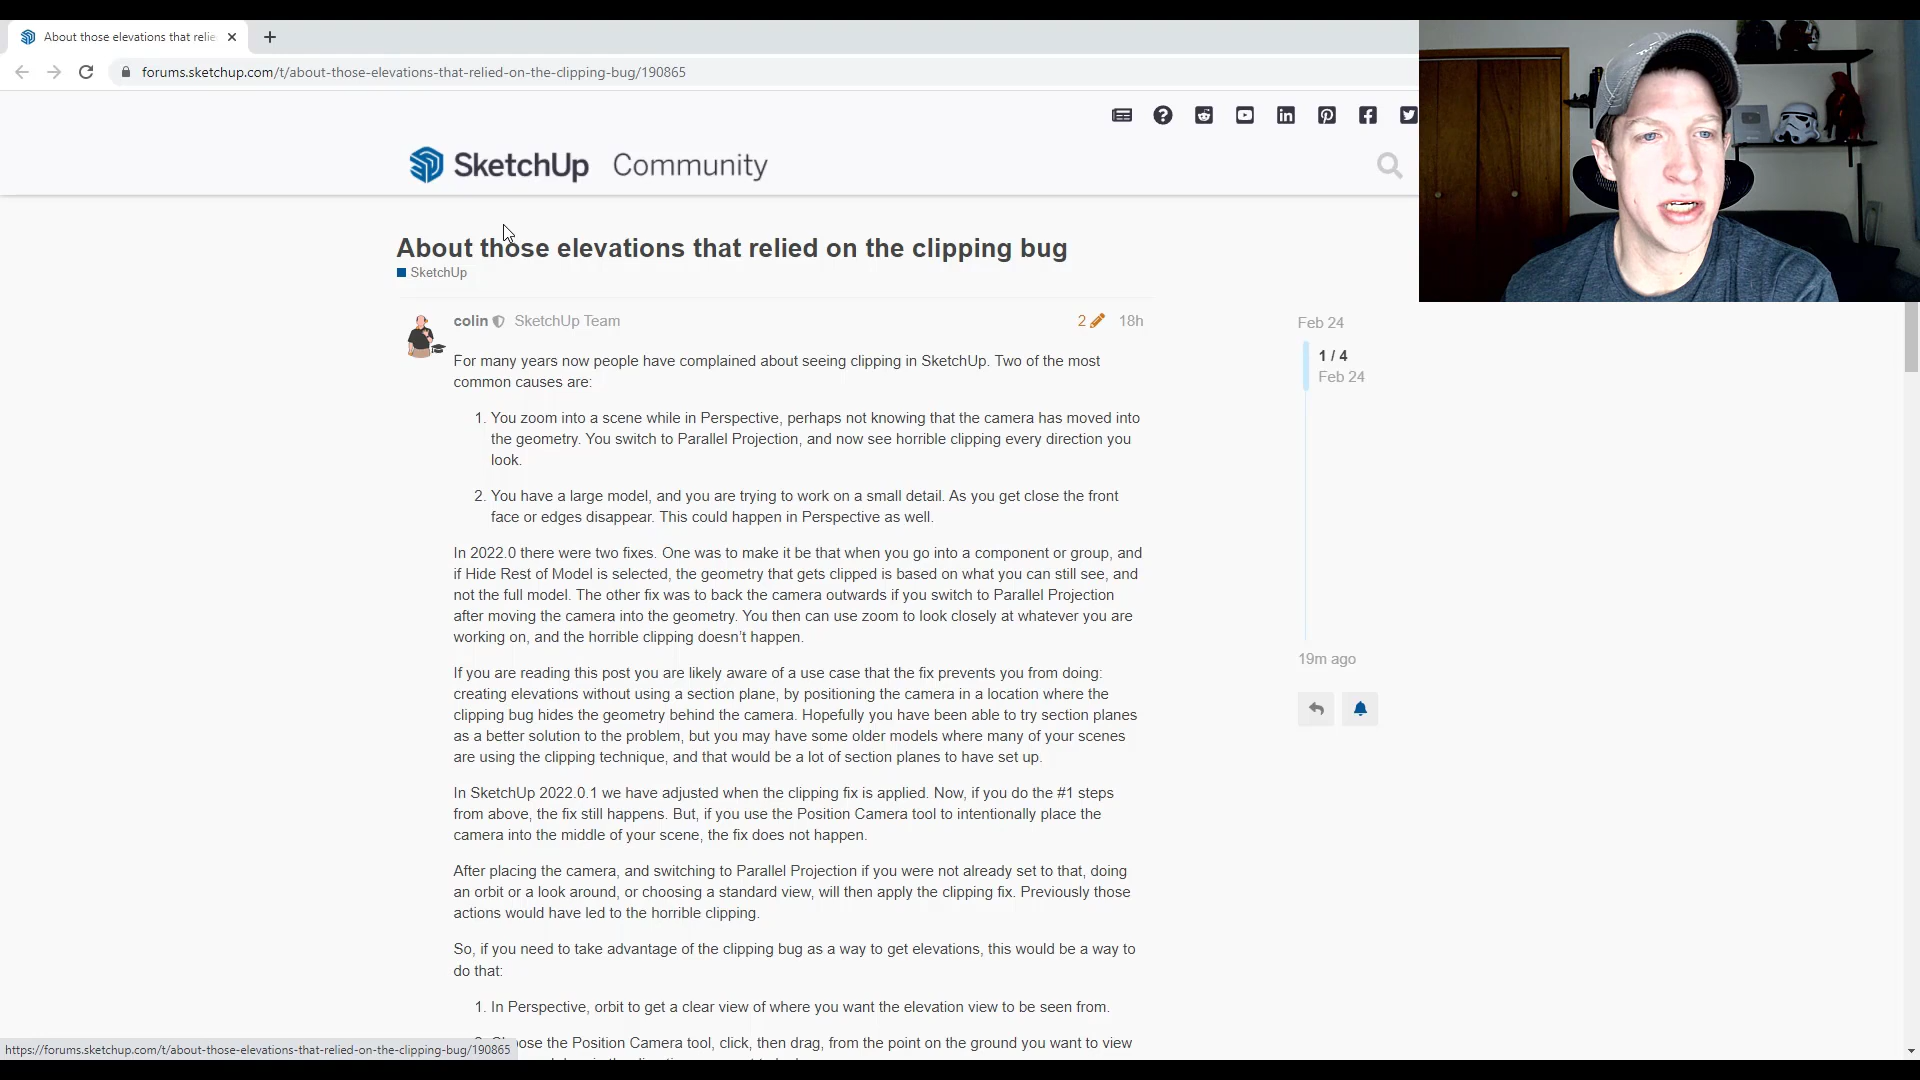 About those elevations that relie
forums.sketchup.com/t/about-those-elevations-that-relied-on-the-clipping-bug/190865
SketchUp Community
About those elevations that relied on the clipping bug
SketchUp
colin SketchUp Team 2 18h
For many years now people have complained about seeing clipping in SketchUp. Two of the most
common causes are:
1. You zoom into a scene while in Perspective, perhaps not knowing that the camera has moved into
the geometry. You switch to Parallel Projection, and now see horrible clipping every direction you
look.
2. You have a large model, and you are trying to work on a small detail. As you get close the front
face or edges disappear. This could happen in Perspective as well.
In 2022.0 there were two fixes. One was to make it be that when you go into a component or group, and
if Hide Rest of Model is selected, the geometry that gets clipped is based on what you can still see, and
not the full model. The other fix was to back the camera outwards if you switch to Parallel Projection
after moving the camera into the geometry. You then can use zoom to look closely at whatever you are
working on, and the horrible clipping doesn’t happen.
If you are reading this post you are likely aware of a use case that the fix prevents you from doing:
creating elevations without using a section plane, by positioning the camera in a location where the
clipping bug hides the geometry behind the camera. Hopefully you have been able to try section planes
as a better solution to the problem, but you may have some older models where many of your scenes
are using the clipping technique, and that would be a lot of section planes to have set up.
In SketchUp 2022.0.1 we have adjusted when the clipping fix is applied. Now, if you do the #1 steps
from above, the fix still happens. But, if you use the Position Camera tool to intentionally place the
camera into the middle of your scene, the fix does not happen.
After placing the camera, and switching to Parallel Projection if you were not already set to that, doing
an orbit or a look around, or choosing a standard view, will then apply the clipping fix. Previously those
actions would have led to the horrible clipping.
So, if you need to take advantage of the clipping bug as a way to get elevations, this would be a way to
do that:
1. In Perspective, orbit to get a clear view of where you want the elevation view to be seen from.
ose the Position Camera tool, click, then drag, from the point on the ground you want to view
Feb 24
1 / 4
Feb 24
19m ago
https://forums.sketchup.com/t/about-those-elevations-that-relied-on-the-clipping-bug/190865